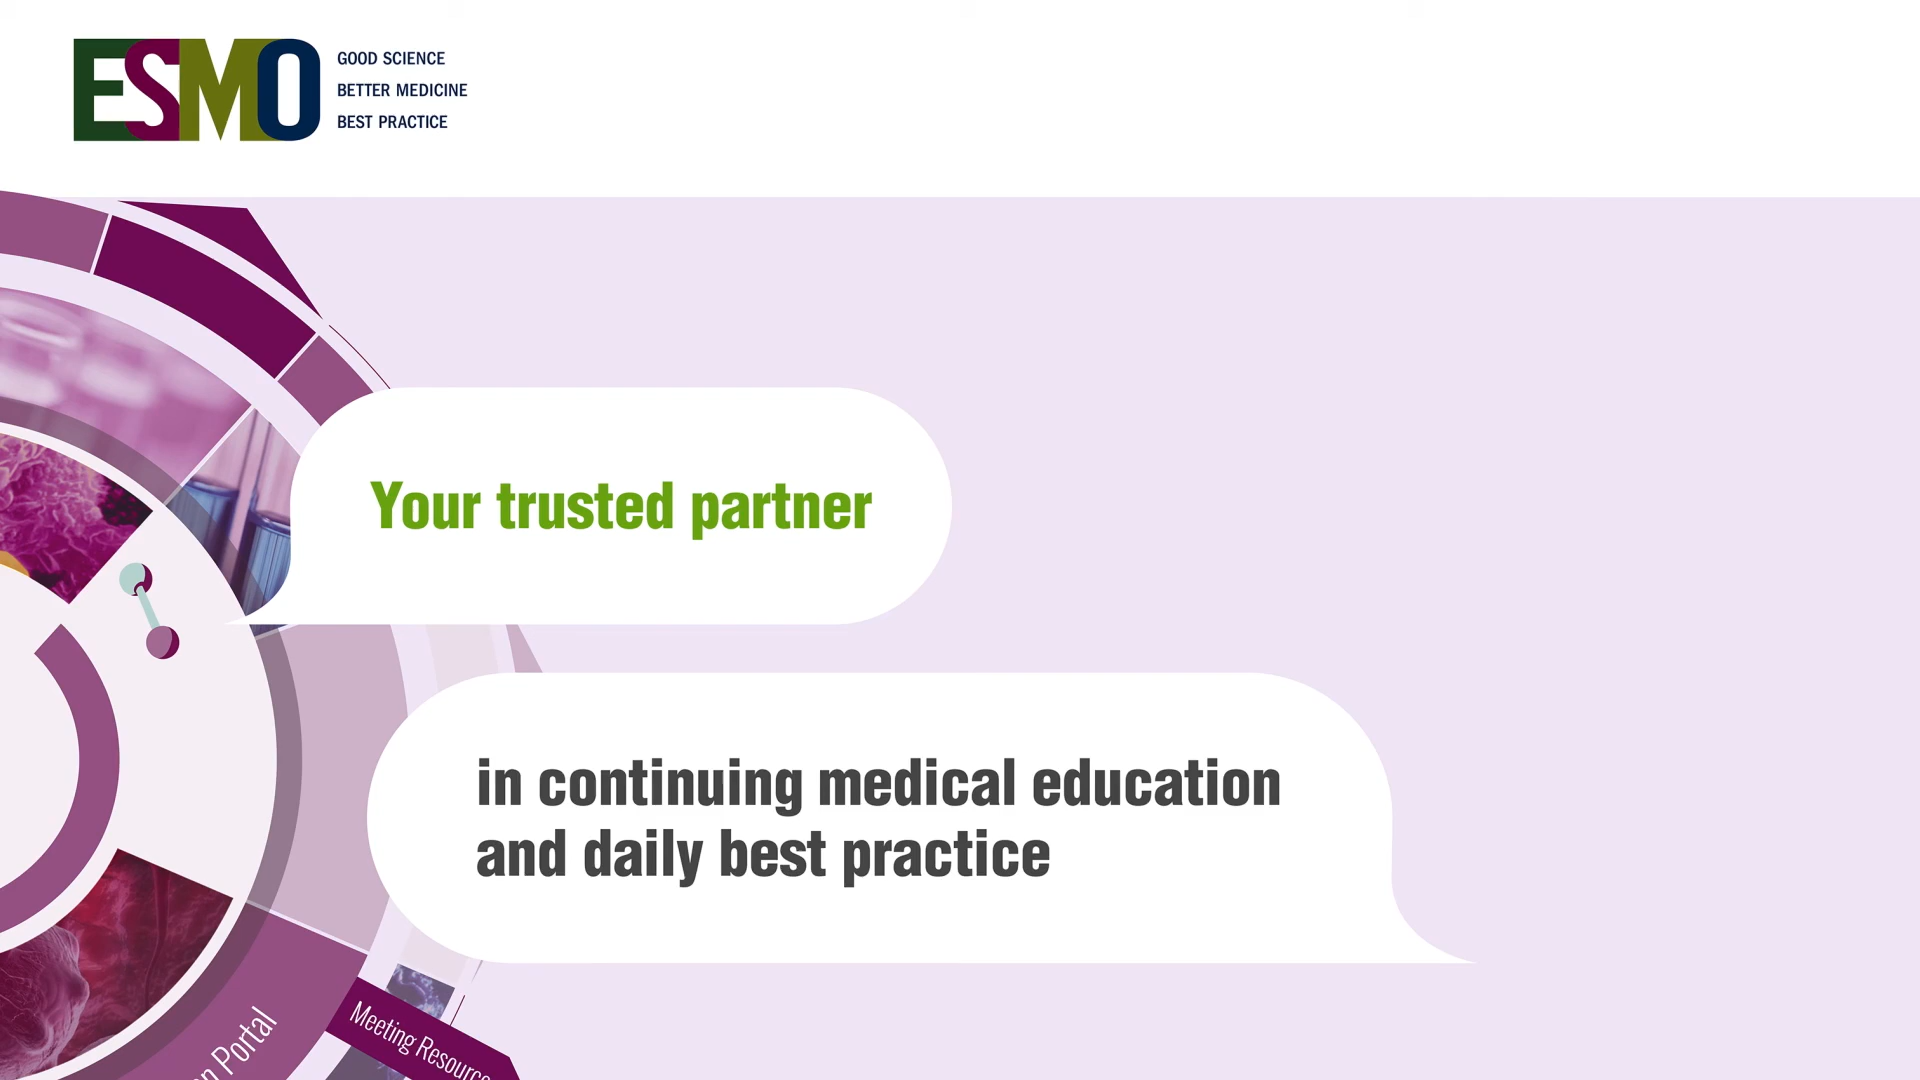 ESMO
GOOD SCIENCE
BETTER MEDICINE
BEST PRACTICE
Your trusted partner
in continuing medical education
and daily best practice
Portal
Meeting